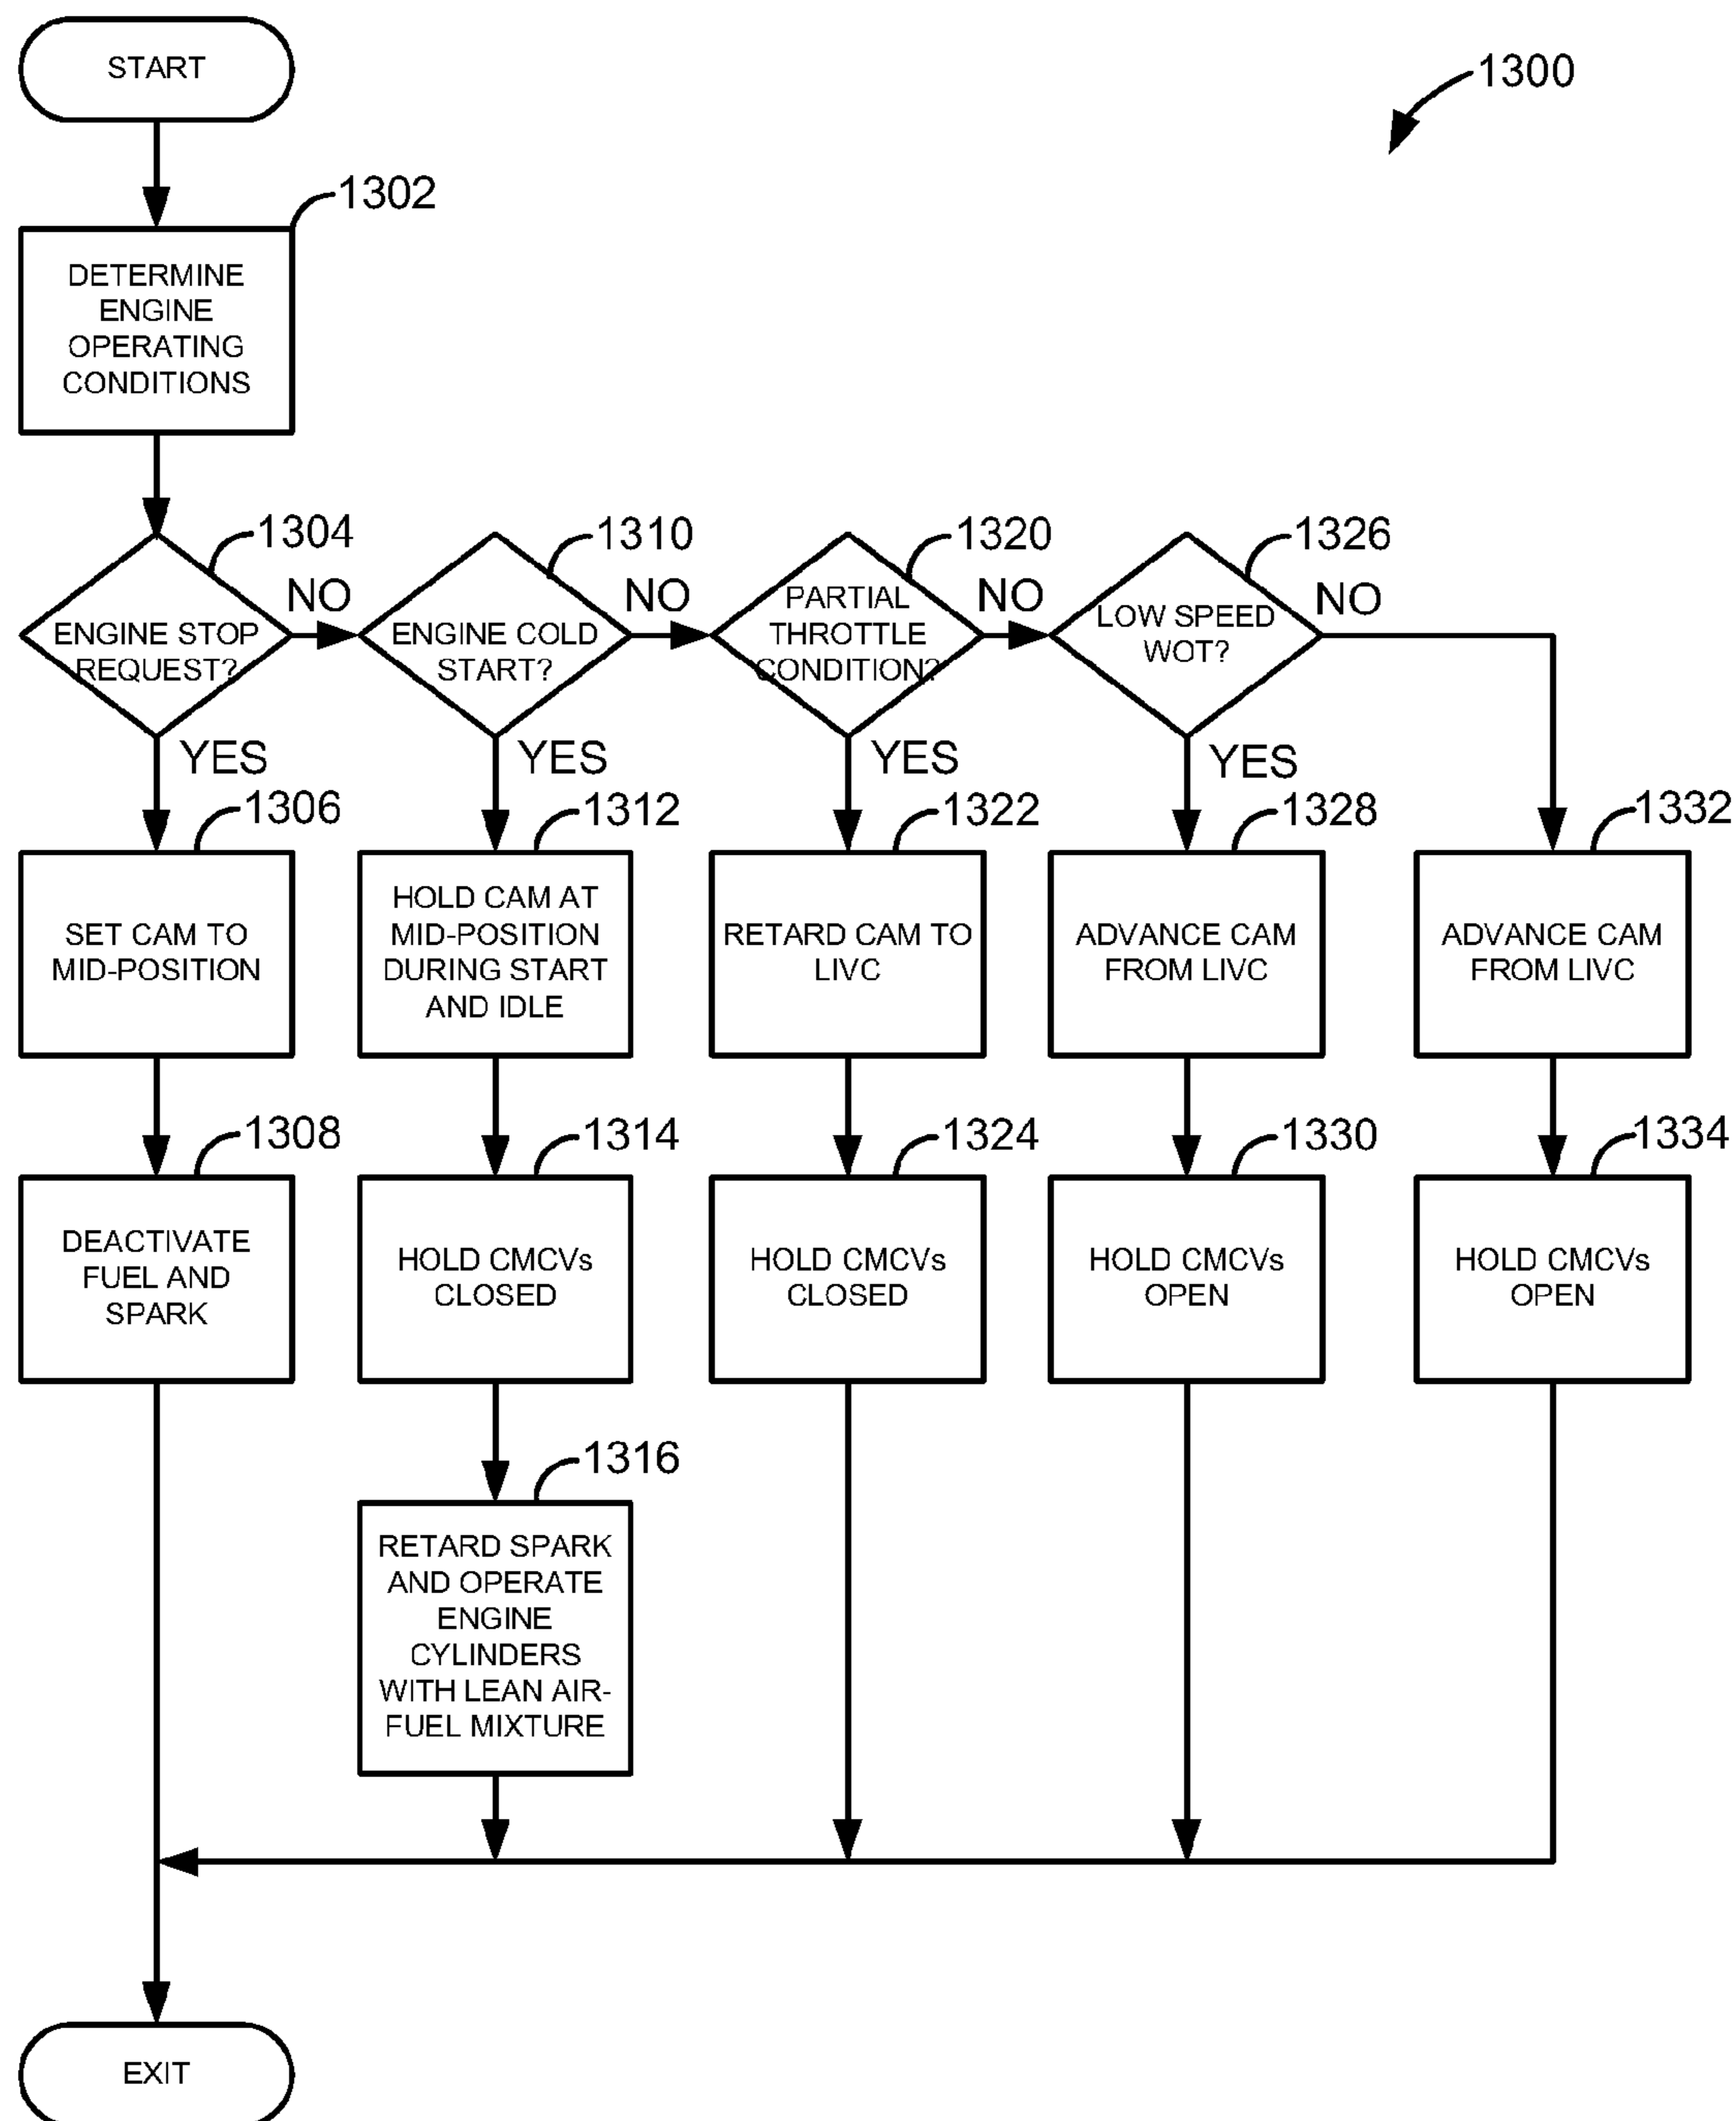 START
1300
1302
DETERMINE
ENGINE
OPERATING
CONDITIONS
1304
NO
ENGINE STOP
REQUEST?
YES
1310
NO
ENGINE COLD
START?
YES
1320
NO
PARTIAL
THROTTLE
CONDITION?
YES
1326
NO
LOW SPEED
WOT?
YES
1306
SET CAM TO
MID-POSITION
1312
HOLD CAM AT
MID-POSITION
DURING START
AND IDLE
1322
RETARD CAM TO
LIVC
1328
ADVANCE CAM
FROM LIVC
1332
ADVANCE CAM
FROM LIVC
1308
DEACTIVATE
FUEL AND
SPARK
1314
HOLD CMCVs
CLOSED
1324
HOLD CMCVs
CLOSED
1330
HOLD CMCVs
OPEN
1334
HOLD CMCVs
OPEN
1316
RETARD SPARK
AND OPERATE
ENGINE
CYLINDERS
WITH LEAN AIR-
FUEL MIXTURE
EXIT